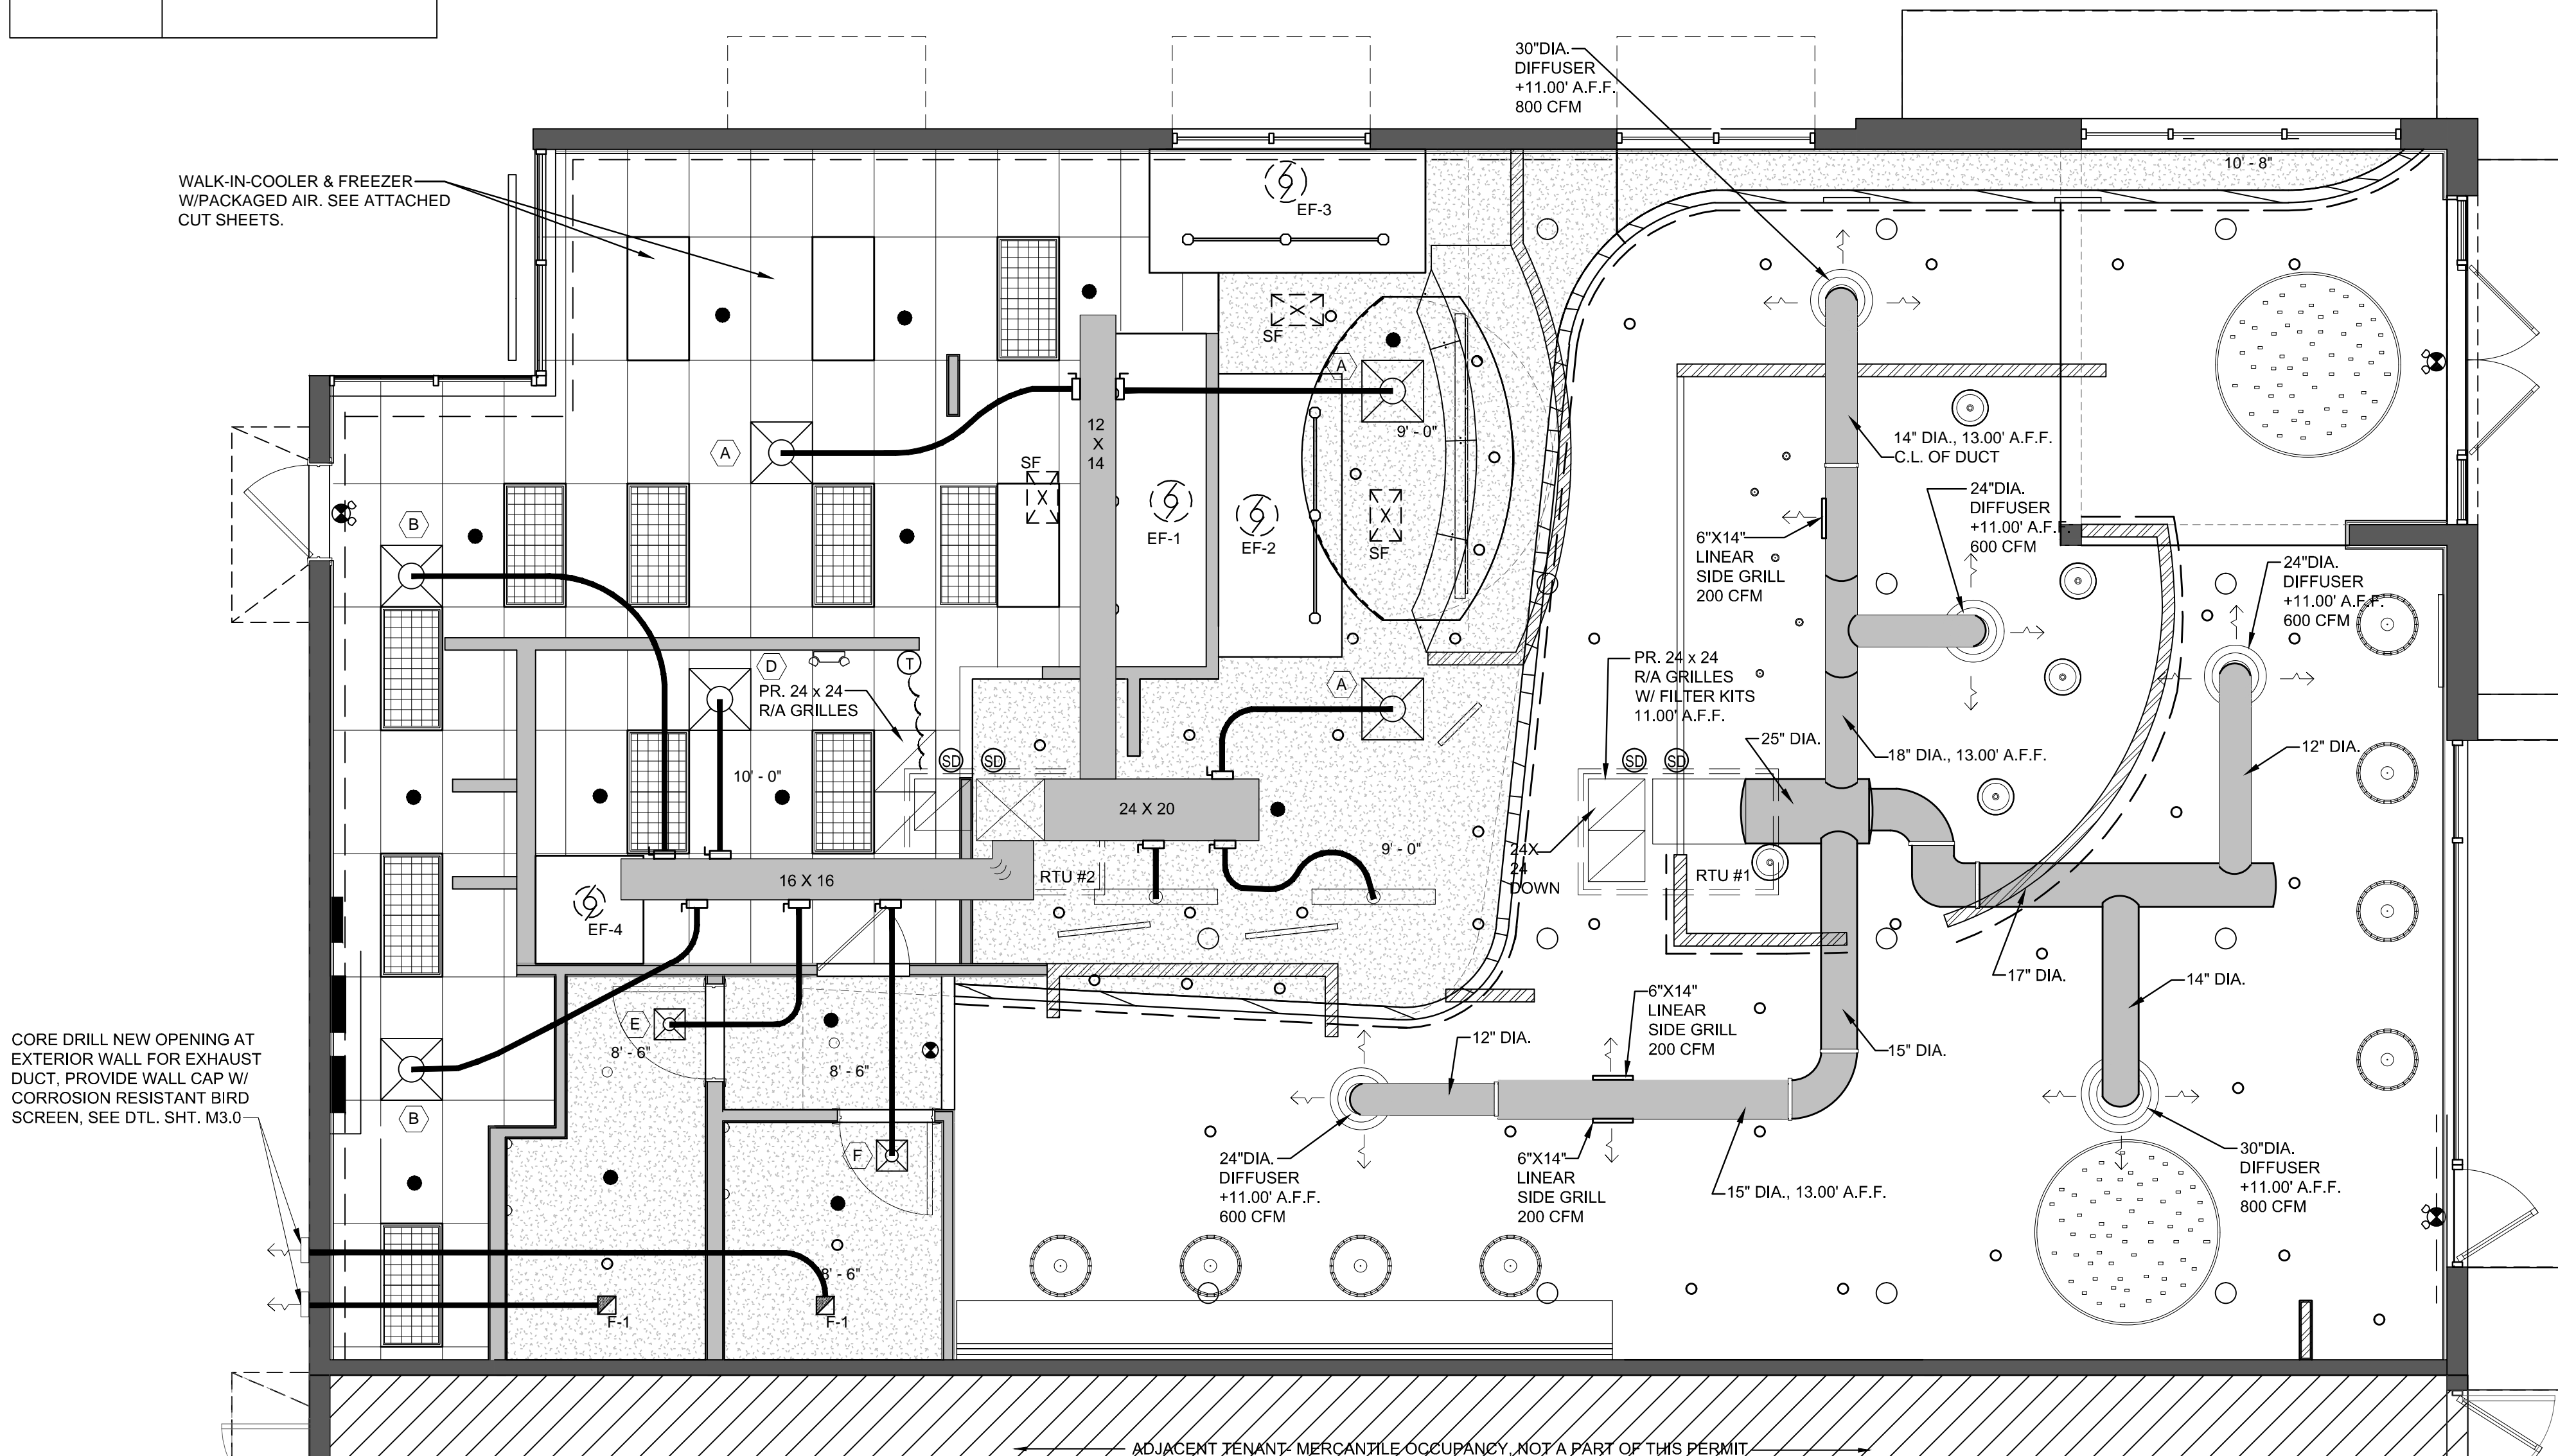 30"DIA.
DIFFUSER
+11.00' A.F.F.
800 CFM
WALK-IN-COOLER & FREEZER
W/PACKAGED AIR. SEE ATTACHED
CUT SHEETS.
10' - 8"
EF-3
SF
A
9' - 0"
12
X
14
A
14" DIA., 13.00' A.F.F.
C.L. OF DUCT
SF
X
X
X
SF
B
EF-1
EF-2
24"DIA.
DIFFUSER
+11.00' A.F.F.
600 CFM
6"X14"
LINEAR
SIDE GRILL
200 CFM
24"DIA.
DIFFUSER
+11.00' A.F.F.
600 CFM
D
T
PR. 24 x 24
R/A GRILLES
A
PR. 24 x 24
R/A GRILLES
W/ FILTER KITS
11.00' A.F.F.
25" DIA.
18" DIA., 13.00' A.F.F.
12" DIA.
SD
SD
SD
SD
10' - 0"
24 X 20
9' - 0"
24X
24
DOWN
16 X 16
RTU #2
RTU #1
EF-4
17" DIA.
14" DIA.
6"X14"
LINEAR
SIDE GRILL
200 CFM
CORE DRILL NEW OPENING AT
EXTERIOR WALL FOR EXHAUST
DUCT, PROVIDE WALL CAP W/
CORROSION RESISTANT BIRD
SCREEN, SEE DTL. SHT. M3.0
E
8' - 6"
8' - 6"
12" DIA.
15" DIA.
B
F
24"DIA.
DIFFUSER
+11.00' A.F.F.
600 CFM
6"X14"
LINEAR
SIDE GRILL
200 CFM
15" DIA., 13.00' A.F.F.
30"DIA.
DIFFUSER
+11.00' A.F.F.
800 CFM
8' - 6"
F-1
F-1
ADJACENT TENANT- MERCANTILE OCCUPANCY, NOT A PART OF THIS PERMIT